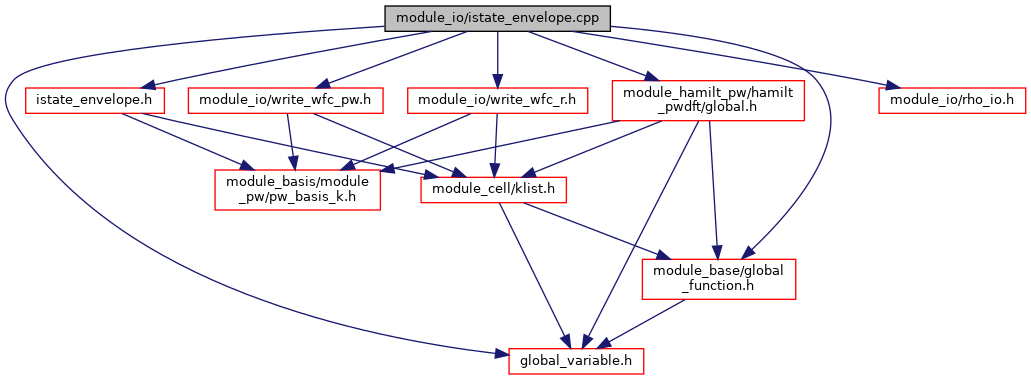 module_io/istate_envelope.cpp
istate_envelope.h
module_io/write_wfc_pw.h
module_io/write_wfc_r.h
module_hamilt_pw/hamilt
_pwdft/global.h
module_io/rho_io.h
module_basis/module
_pw/pw_basis_k.h
module_cell/klist.h
module_base/global
_function.h
global_variable.h